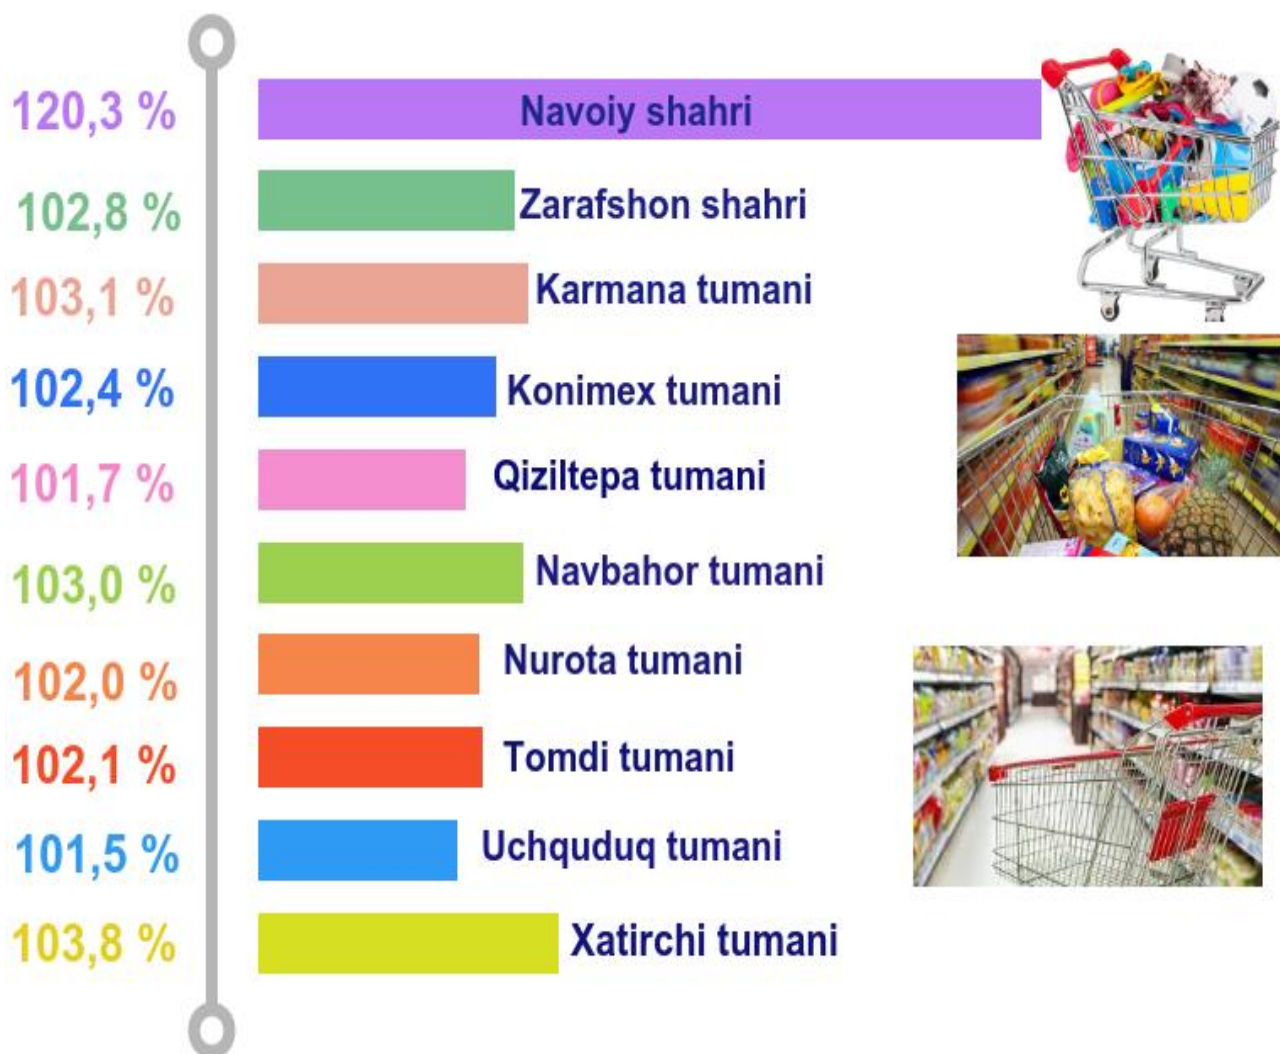 120,3 % Navoiy shahri
102,8 % Zarafshon shahri
103,1 % Karmana tumani
102,4 % Konimex tumani
101,7 % Qiziltepa tumani
103,0 % Navbahor tumani
102,0 % Nurota tumani
102,1 % Tomdi tumani
101,5 % Uchquduq tumani
103,8 % Xatirchi tumani